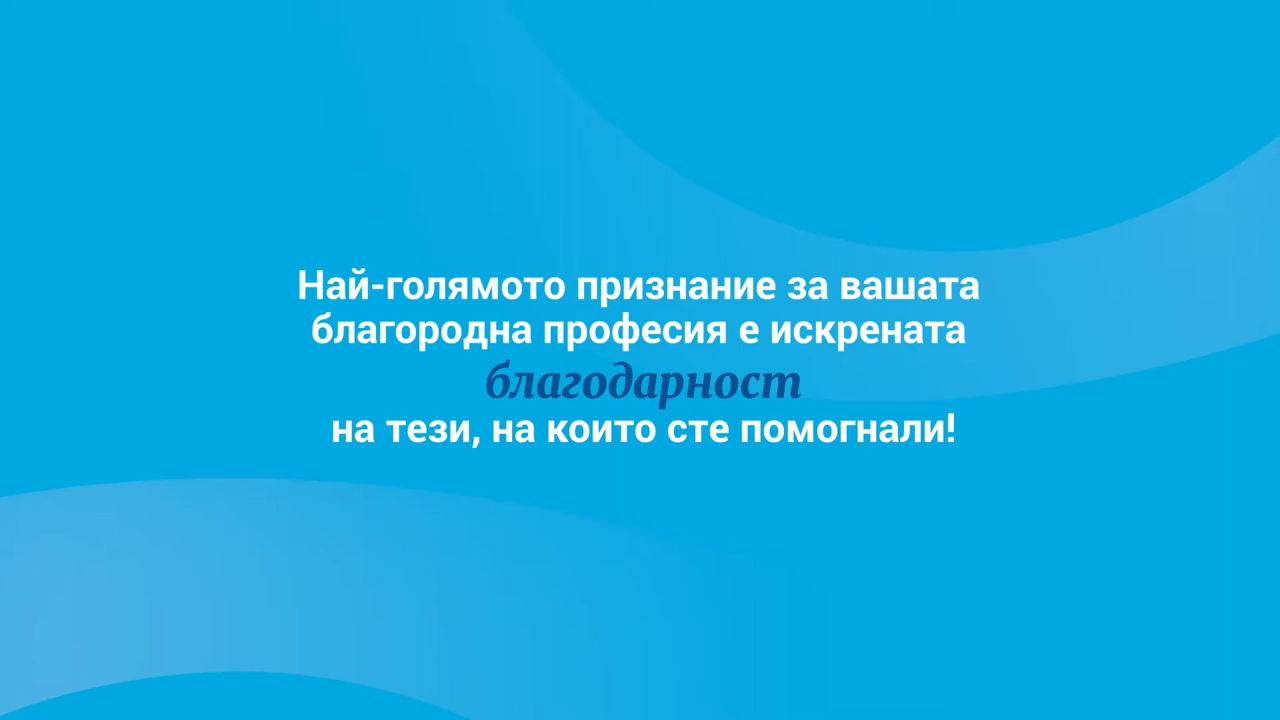 Най-голямото признание за вашата
благородна професия е искрената
благодарност
на тези, на които сте помогнали!